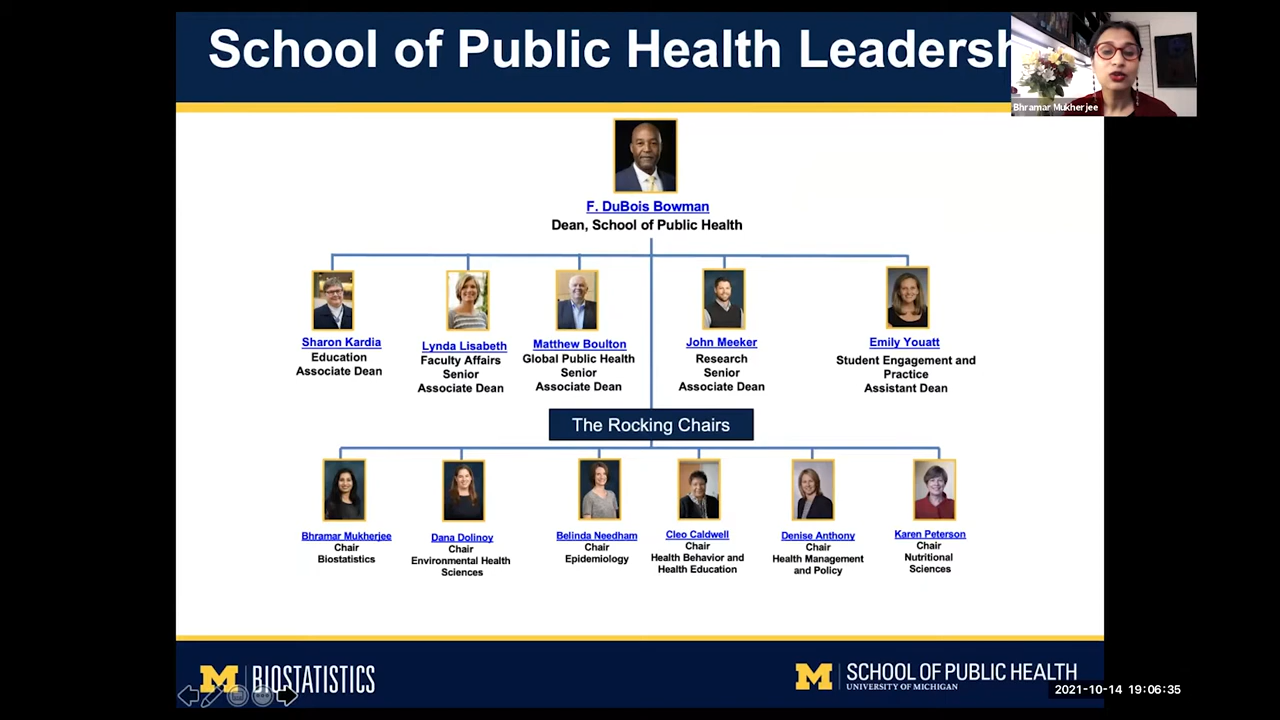 School of Public Health Leadersh
Bhramar Mukherjee
F. DuBois Bowman
Dean, School of Public Health
Sharon Kardia
Education
Associate Dean
Lynda Lisabeth
Faculty Affairs
Senior
Associate Dean
Matthew Boulton
Global Public Health
Senior
Associate Dean
John Meeker
Research
Senior
Associate Dean
Emily Youatt
Student Engagement and
Practice
Assistant Dean
The Rocking Chairs
Bhramar Mukherjee
Chair
Biostatistics
Dana Dolinoy
Chair
Environmental Health
Sciences
Belinda Needham
Chair
Epidemiology
Cleo Caldwell
Chair
Health Behavior and
Health Education
Denise Anthony
Chair
Health Management
and Policy
Karen Peterson
Chair
Nutritional
Sciences
M BIOSTATISTICS
M SCHOOL OF PUBLIC HEALTH
UNIVERSITY OF MICHIGAN
2021-10-14 19:06:35